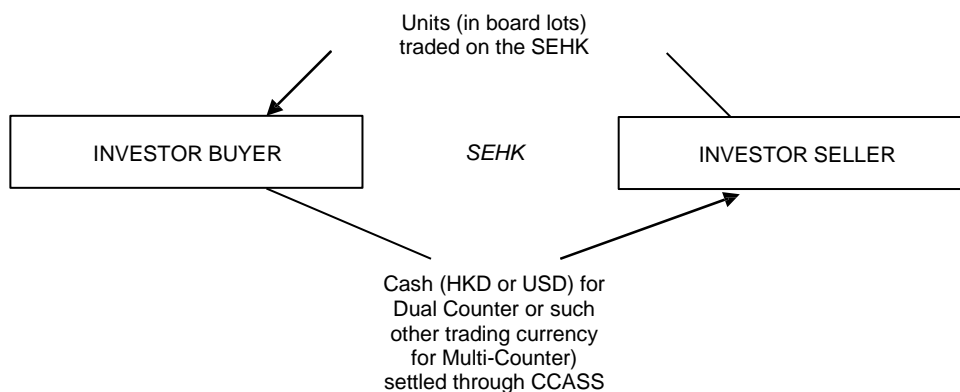 Units (in board lots)
traded on the SEHK
INVESTOR BUYER
SEHK
INVESTOR SELLER
Cash (HKD or USD) for
Dual Counter or such
other trading currency
for Multi-Counter)
settled through CCASS